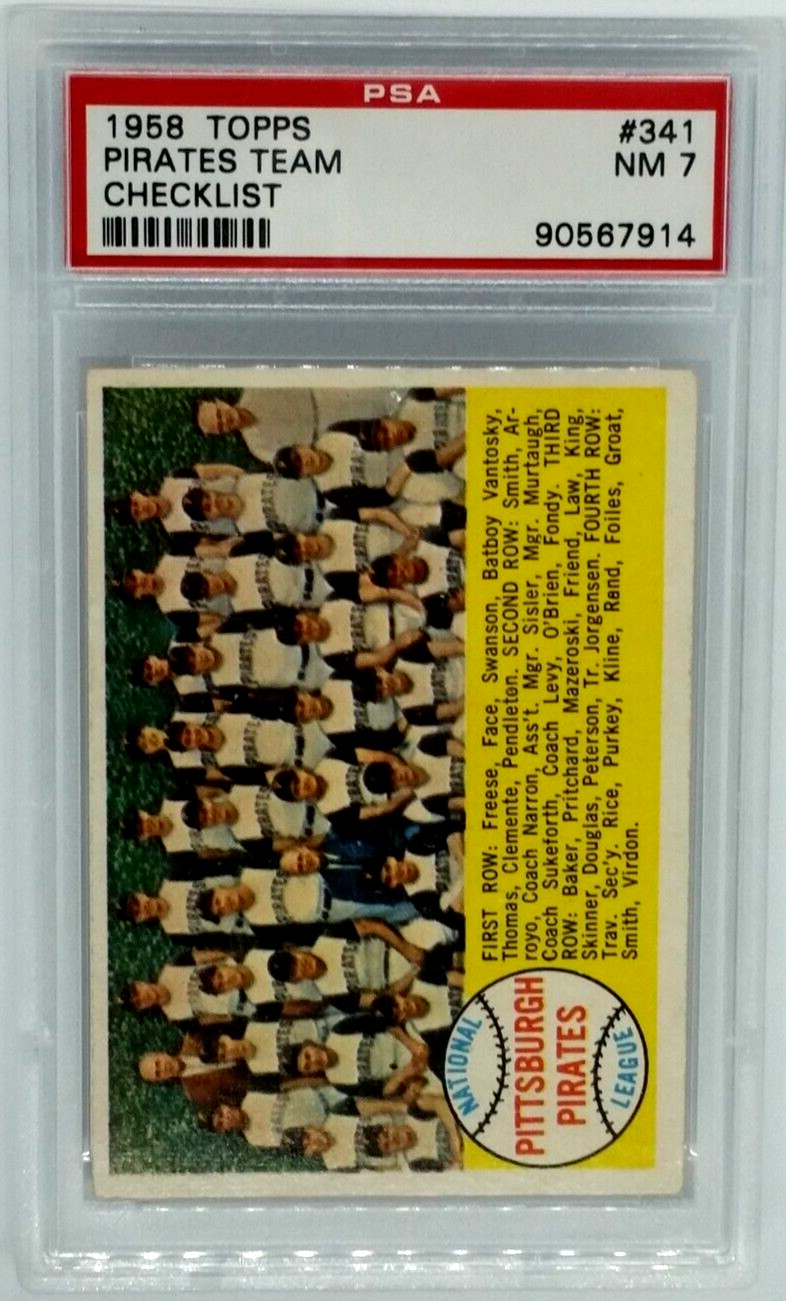 PSA
1958 TOPPS #341
PIRATES TEAM NM 7
CHECKLIST
90567914
NATIONAL
PITTSBURGH
PIRATES
LEAGUE
FIRST ROW: Freese, Face, Swanson, Batboy Vantosky,
Thomas, Clemente, Pendleton. SECOND ROW: Smith, Ar-
royo, Coach Narron, Ass't. Mgr. Sisler, Mgr. Murtaugh,
Coach Sukeforth, Coach Levy, O'Brien, Fondy. THIRD
ROW: Baker, Pritchard, Mazeroski, Friend, Law, King,
Skinner, Douglas, Peterson, Tr. Jorgensen. FOURTH ROW:
Trav. Sec'y. Rice, Purkey, Kline, Rand, Foiles, Groat,
Smith, Virdon.